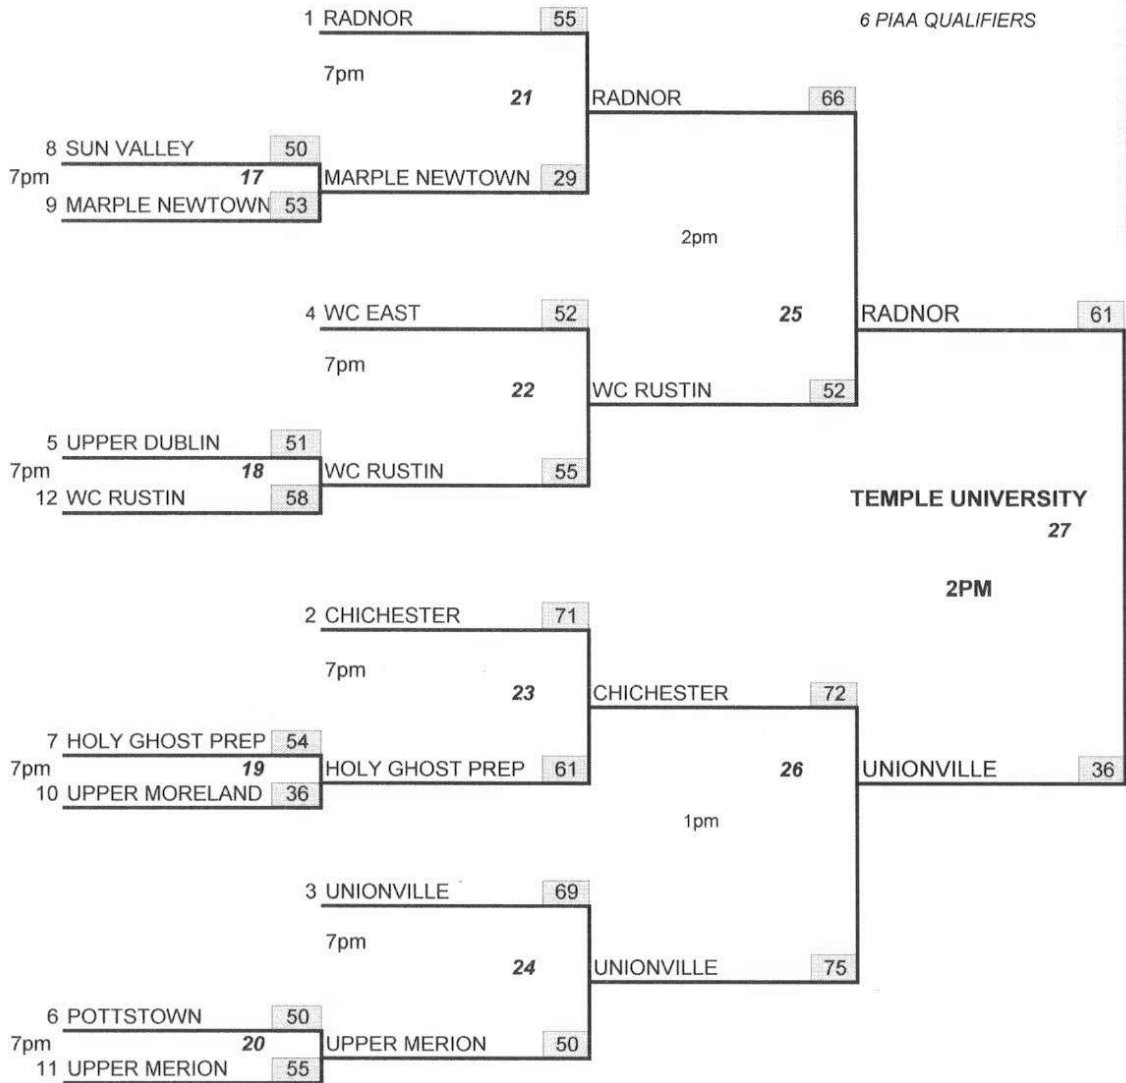 1 RADNOR 55
6 PIAA QUALIFIERS
7pm
21 RADNOR 66
8 SUN VALLEY 50
7pm 17 MARPLE NEWTOWN 29
9 MARPLE NEWTOWN 53
2pm
4 WC EAST 52
25 RADNOR 61
7pm
22 WC RUSTIN 52
5 UPPER DUBLIN 51
7pm 18 WC RUSTIN 55
12 WC RUSTIN 58
TEMPLE UNIVERSITY
27
2PM
2 CHICHESTER 71
7pm
23 CHICHESTER 72
7 HOLY GHOST PREP 54
7pm 19 HOLY GHOST PREP 61
26 UNIONVILLE 36
10 UPPER MORELAND 36
1pm
3 UNIONVILLE 69
7pm
24 UNIONVILLE 75
6 POTTSTOWN 50
7pm 20 UPPER MERION 50
11 UPPER MERION 55